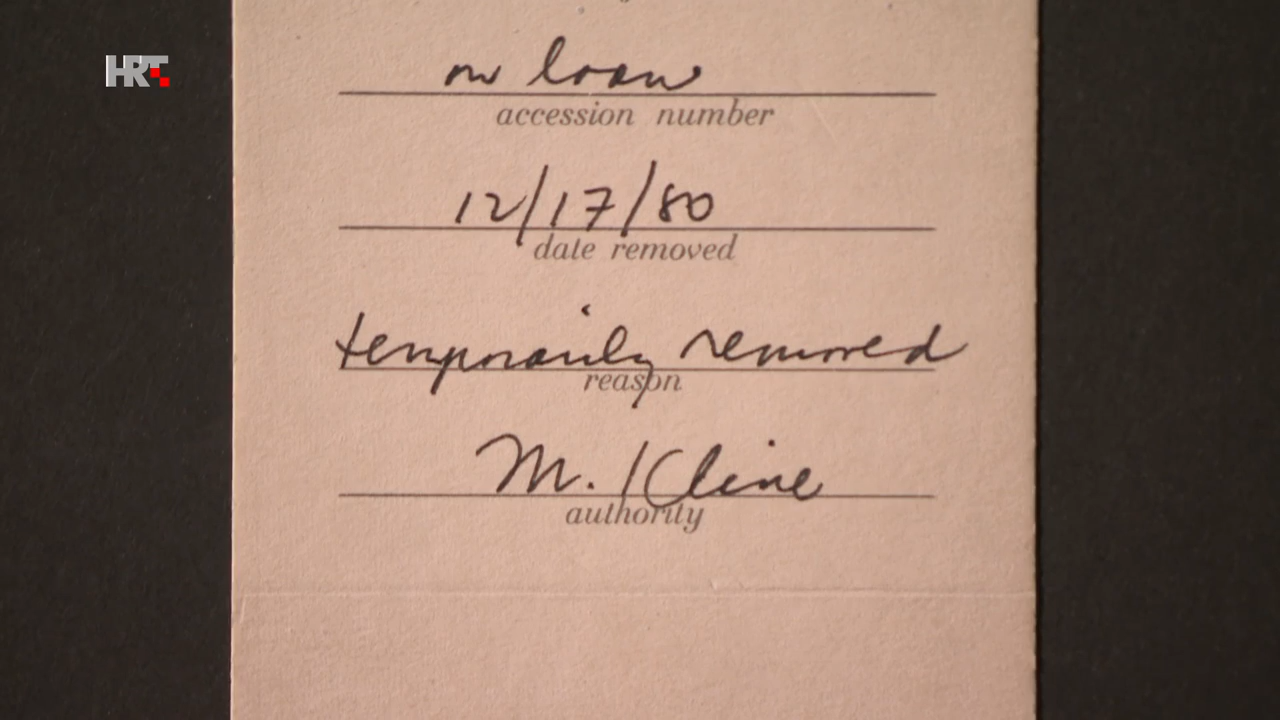 HRT
on loan
accession number
12/17/80
date removed
temporarily removed
reason
M. Kline
authority